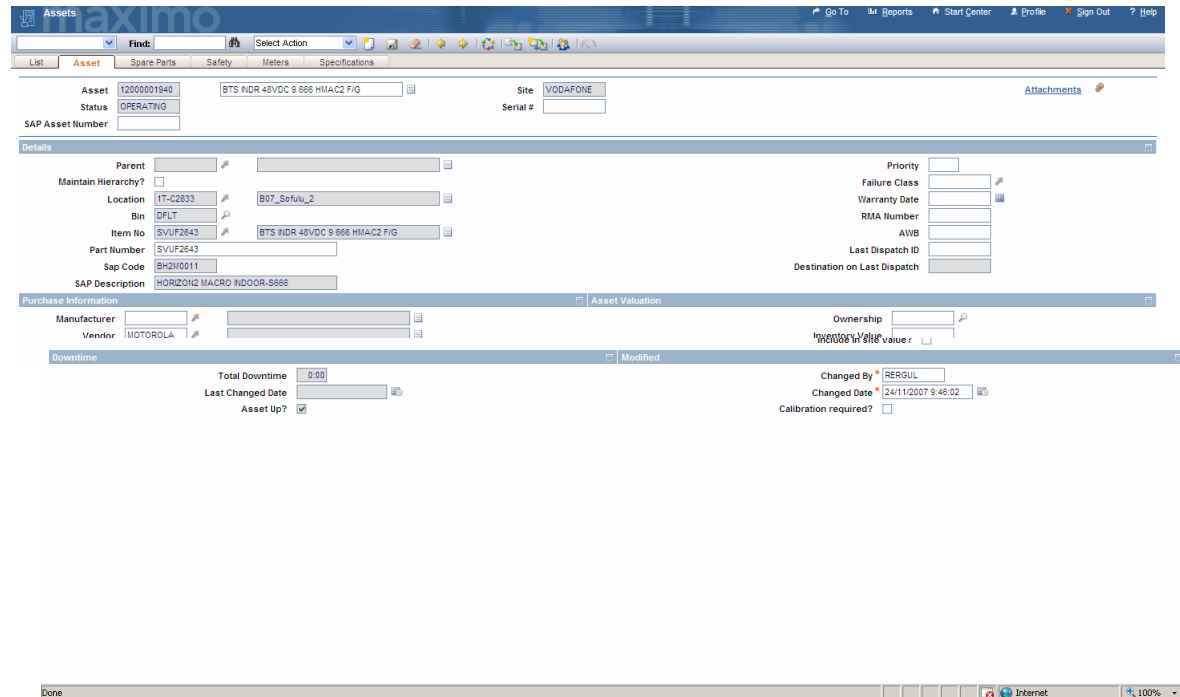 Assets maximo Go To Reports Start Center Profile Sign Out ? Help
Find: Select Action
List Asset Spare Parts Safety Meters Specifications
Asset 12000001940 BTS INDR 48VDC 9 666 HMAC2 F/G Site VODAFONE Attachments
Status OPERATING Serial #
SAP Asset Number
Details
Parent Priority
Maintain Hierarchy? Failure Class
Location 1T-C2833 B07_Sofulu_2 Warranty Date
Bin DFLT RMA Number
Item No SVUF2643 BTS INDR 48VDC 9 666 HMAC2 F/G AWB
Part Number SVUF2643 Last Dispatch ID
Sap Code BH2M0011 Destination on Last Dispatch
SAP Description HORIZON2 MACRO INDOOR-S666
Purchase Information Asset Valuation
Manufacturer Ownership
Vendor MOTOROLA Inventory Value
Include in site value?
Downtime Modified
Total Downtime 0:00 Changed By * RERGUL
Last Changed Date Changed Date * 24/11/2007 9:46:02
Asset Up? Calibration required?
Done Internet 100%